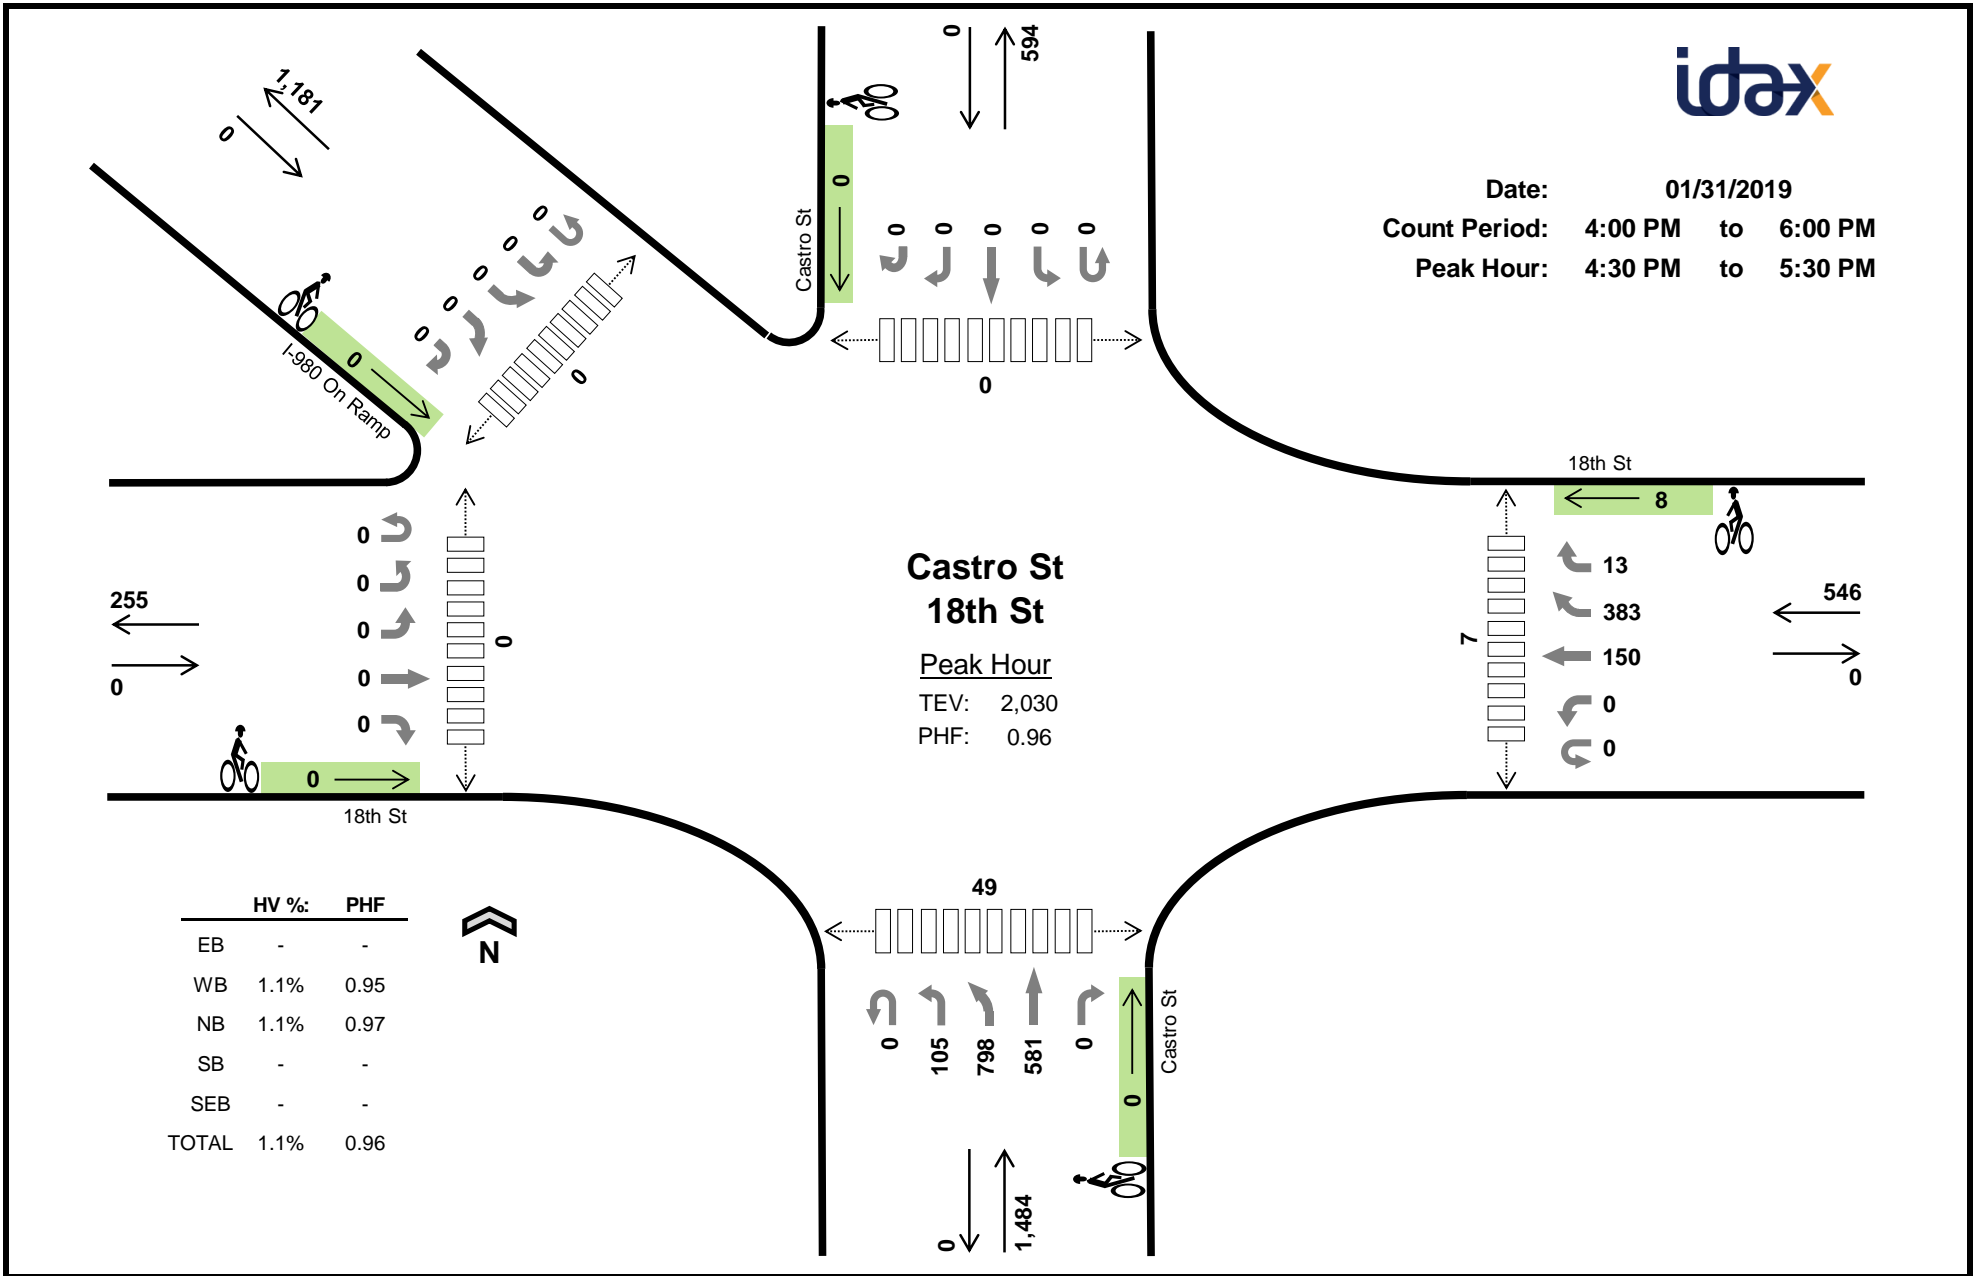 idax
Date: 01/31/2019
Count Period: 4:00 PM to 6:00 PM
Peak Hour: 4:30 PM to 5:30 PM
1,181
0
0
594
Castro St
0
0 0 0 0 0
0
I-980 On Ramp
0
0
0
0
0
0
0
18th St
8
13
383
150
0
0
7
546
0
255
0
0
0
0
0
0
0
0
18th St
Castro St
18th St
Peak Hour
TEV: 2,030
PHF: 0.96
49
0 105 798 581 0
Castro St
0
0
1,484
HV %: PHF
EB - -
WB 1.1% 0.95
NB 1.1% 0.97
SB - -
SEB - -
TOTAL 1.1% 0.96
N